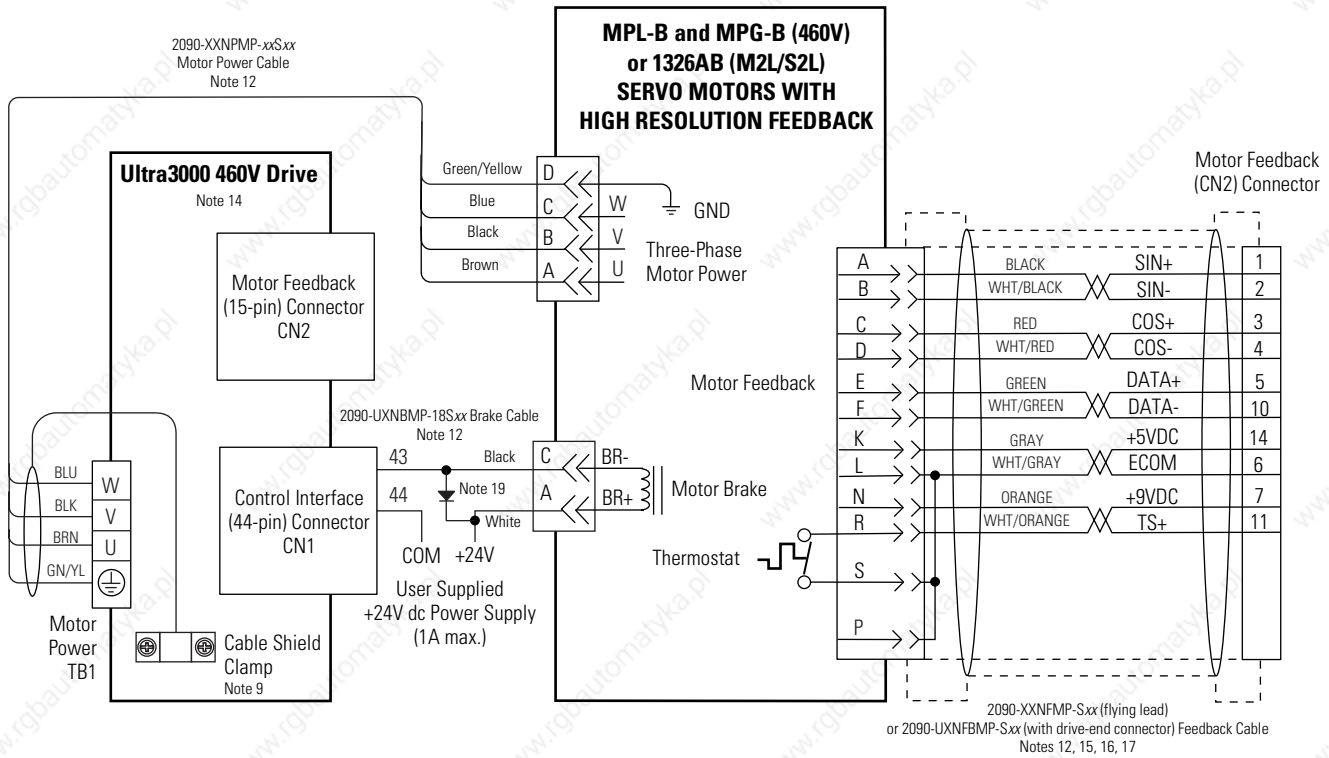 2090-XXNPMP-xxSxx
Motor Power Cable
Note 12
MPL-B and MPG-B (460V)
or 1326AB (M2L/S2L)
SERVO MOTORS WITH
HIGH RESOLUTION FEEDBACK
Ultra3000 460V Drive
Note 14
Green/Yellow D
Blue C W
Black B V
Brown A U
GND
Three-Phase
Motor Power
Motor Feedback
(15-pin) Connector
CN2
Motor Feedback
(CN2) Connector
A BLACK SIN+ 1
B WHT/BLACK SIN- 2
C RED COS+ 3
D WHT/RED COS- 4
E GREEN DATA+ 5
F WHT/GREEN DATA- 10
K GRAY +5VDC 14
L WHT/GRAY ECOM 6
N ORANGE +9VDC 7
R WHT/ORANGE TS+ 11
S
P
Motor Feedback
Thermostat
2090-UXNBMP-18Sxx Brake Cable
Note 12
43 Black C BR-
44 Note 19 A BR+
White
Motor Brake
COM +24V
User Supplied
+24V dc Power Supply
(1A max.)
Control Interface
(44-pin) Connector
CN1
BLU W
BLK V
BRN U
GN/YL
Motor
Power
TB1
Cable Shield
Clamp
Note 9
2090-XXNFMP-Sxx (flying lead)
or 2090-UXNFBMP-Sxx (with drive-end connector) Feedback Cable
Notes 12, 15, 16, 17
www.rgbautomatyka.pl